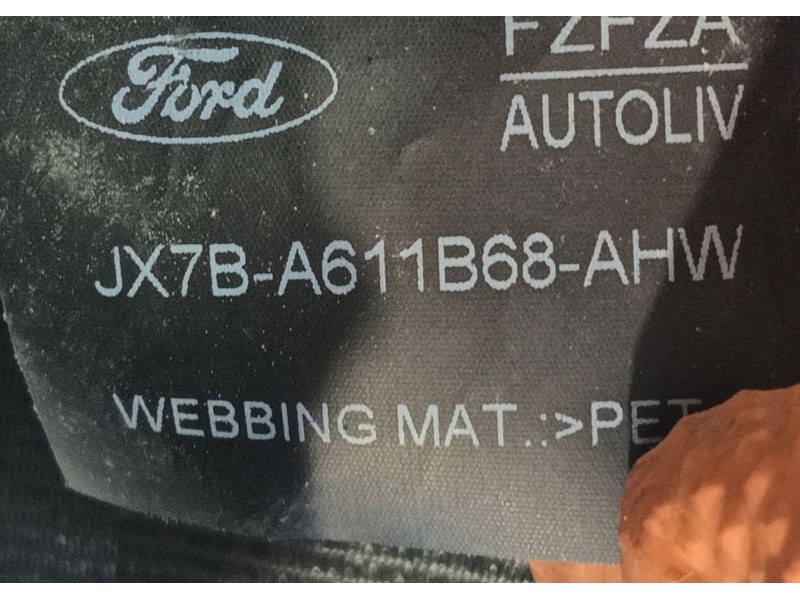 Ford
FZFZA
AUTOLIV
JX7B-A611B68-AHW
WEBBING MAT.:>PET